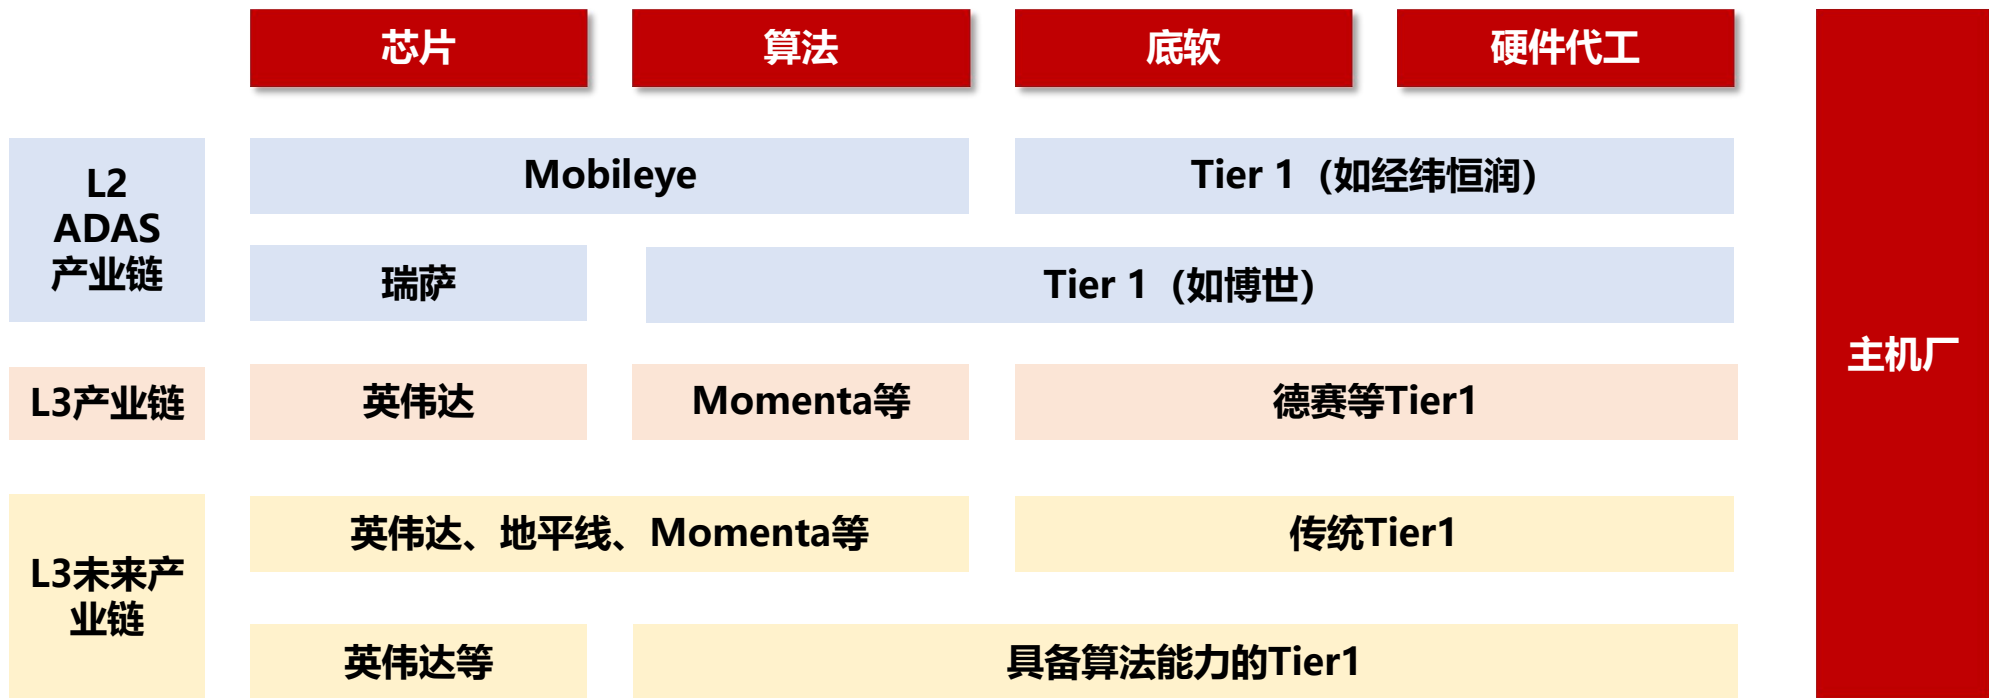 芯片
算法
底软
硬件代工
L2
ADAS
产业链
Mobileye
Tier 1（如经纬恒润）
瑞萨
Tier 1（如博世）
主机厂
L3产业链
英伟达
Momenta等
德赛等Tier1
L3未来产
业链
英伟达、地平线、Momenta等
传统Tier1
英伟达等
具备算法能力的Tier1